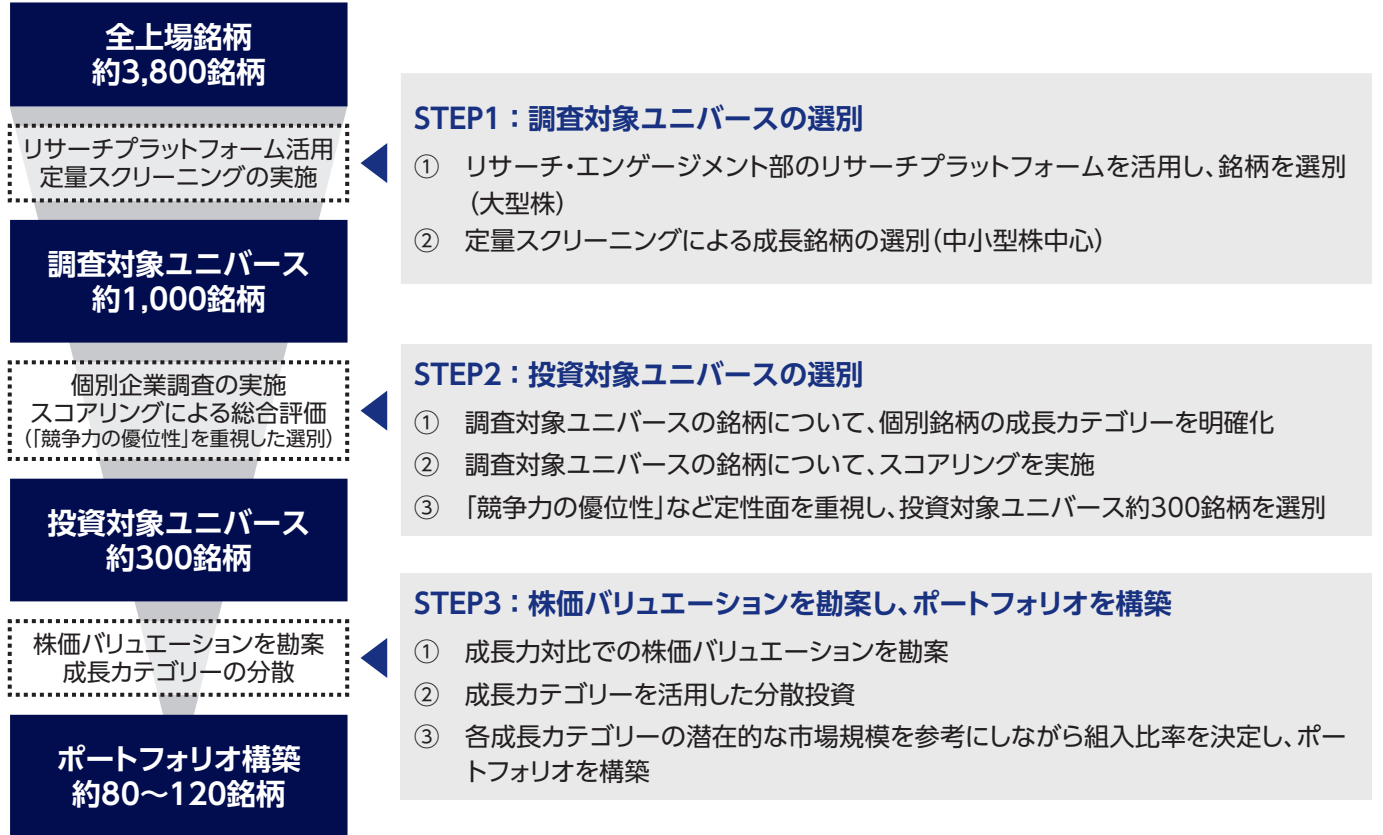 全上場銘柄
約3,800銘柄
リサーチプラットフォーム活用
定量スクリーニングの実施
STEP1：調査対象ユニバースの選別
① リサーチ・エンゲージメント部のリサーチプラットフォームを活用し、銘柄を選別
（大型株）
② 定量スクリーニングによる成長銘柄の選別（中小型株中心）
調査対象ユニバース
約1,000銘柄
個別企業調査の実施
スコアリングによる総合評価
（「競争力の優位性」を重視した選別）
STEP2：投資対象ユニバースの選別
① 調査対象ユニバースの銘柄について、個別銘柄の成長カテゴリーを明確化
② 調査対象ユニバースの銘柄について、スコアリングを実施
③ 「競争力の優位性」など定性面を重視し、投資対象ユニバース約300銘柄を選別
投資対象ユニバース
約300銘柄
株価バリュエーションを勘案
成長カテゴリーの分散
STEP3：株価バリュエーションを勘案し、ポートフォリオを構築
① 成長力対比での株価バリュエーションを勘案
② 成長カテゴリーを活用した分散投資
③ 各成長カテゴリーの潜在的な市場規模を参考にしながら組入比率を決定し、ポー
トフォリオを構築
ポートフォリオ構築
約80～120銘柄